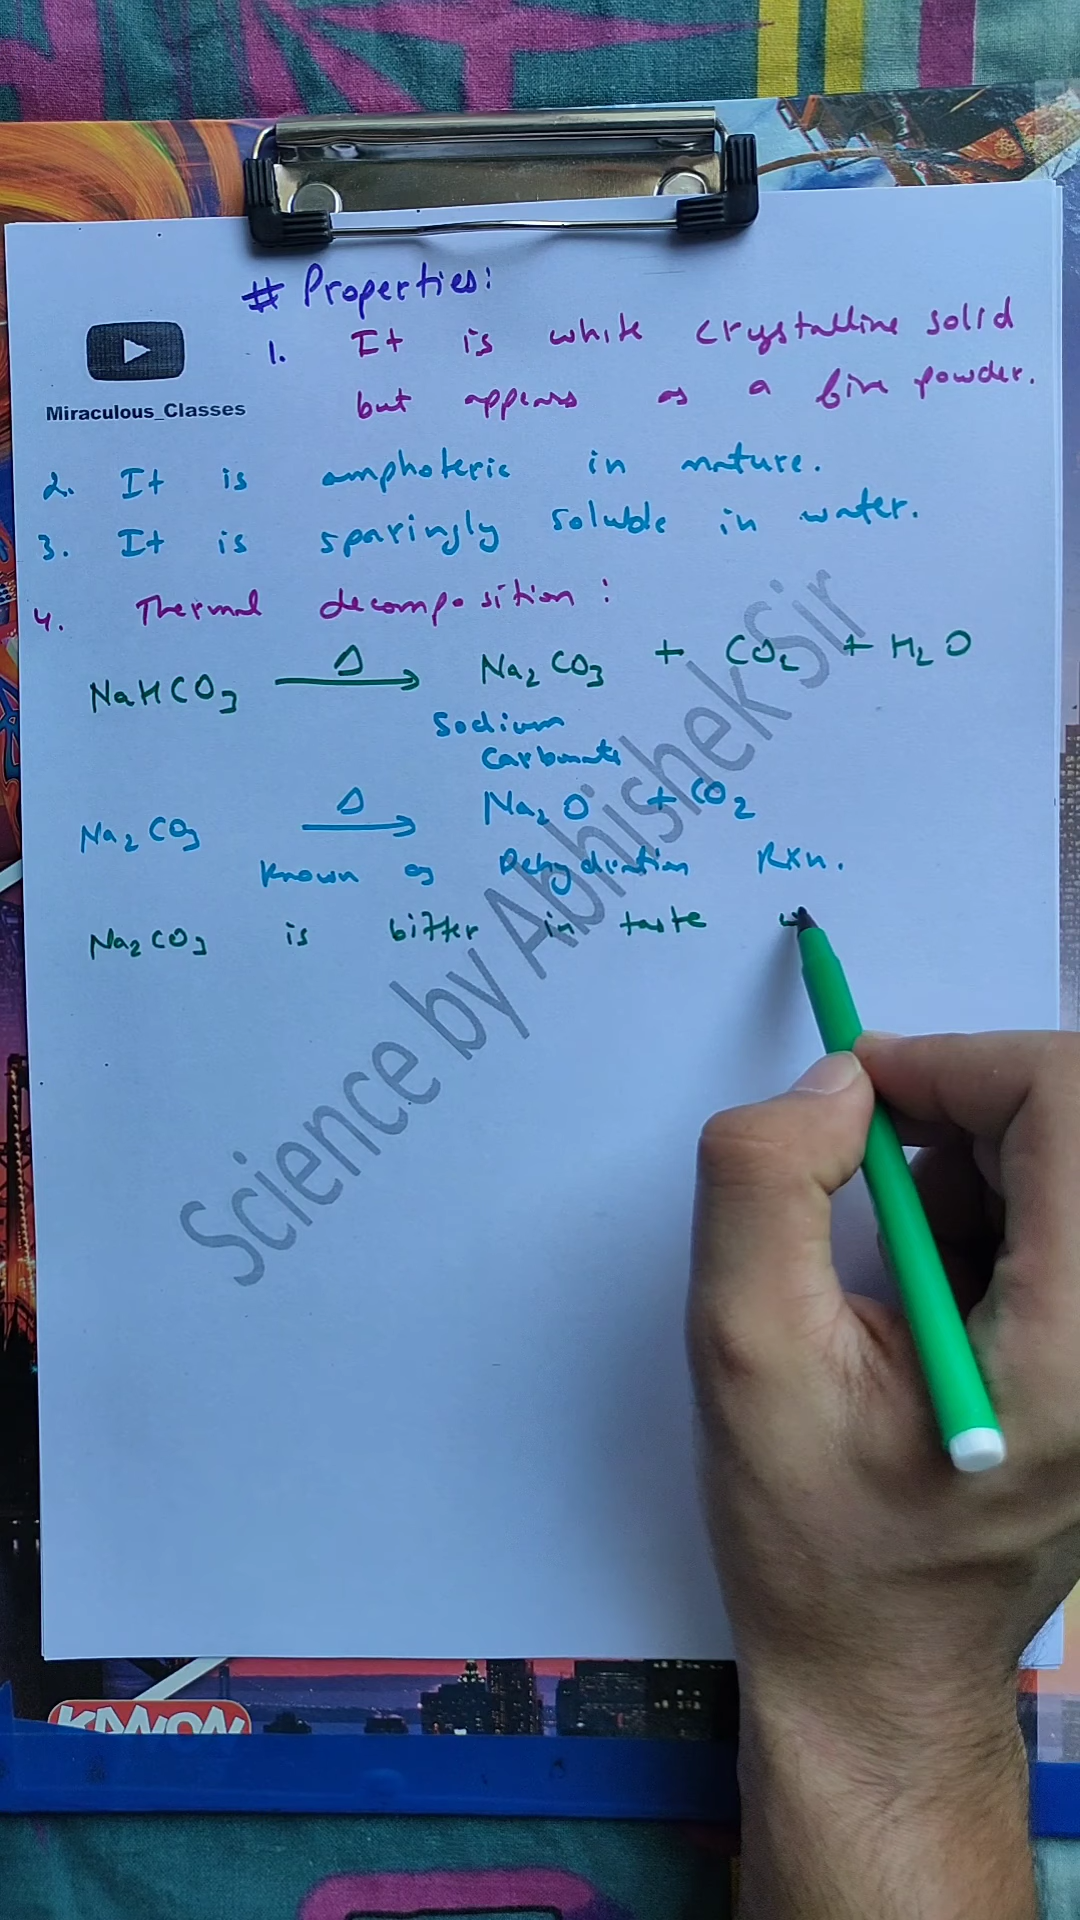 # Properties:
1. It is white crystalline solid
but appears as a fine powder.
Miraculous_Classes
2. It is amphoteric in nature.
3. It is sparingly soluble in water.
4. Thermal decomposition:
NaHCO3 Δ→ Na2CO3 + CO2 + H2O
Sodium
Carbonate
Na2CO3 Δ→ Na2O + CO2
Known as Dehydration Rxn.
Na2CO3 is bitter in taste
Science by Abhishek Sir
KANON